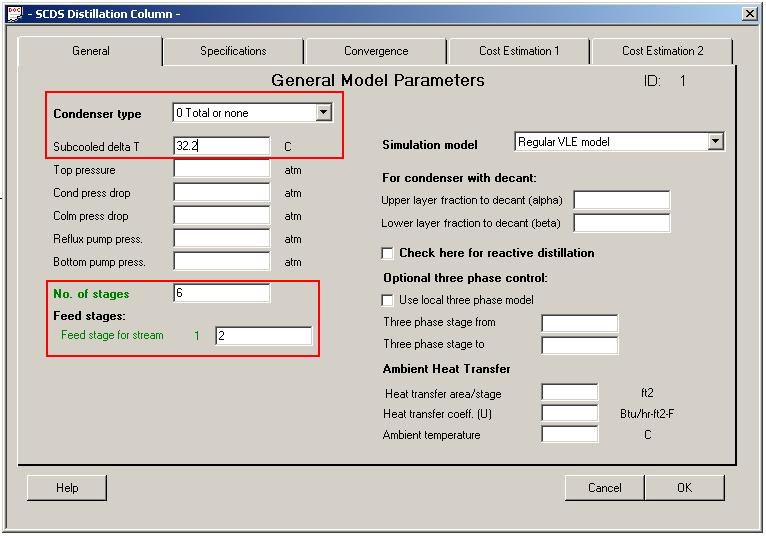 - SCDS Distillation Column -
General Specifications Convergence Cost Estimation 1 Cost Estimation 2
General Model Parameters ID: 1
Condenser type 0 Total or none
Subcooled delta T 32.2 C
Top pressure atm
Cond press drop atm
Colm press drop atm
Reflux pump press. atm
Bottom pump press. atm
No. of stages 6
Feed stages:
Feed stage for stream 1 2
Simulation model Regular VLE model
For condenser with decant:
Upper layer fraction to decant (alpha)
Lower layer fraction to decant (beta)
Check here for reactive distillation
Optional three phase control:
Use local three phase model
Three phase stage from
Three phase stage to
Ambient Heat Transfer
Heat transfer area/stage ft2
Heat transfer coeff. (U) Btu/hr-ft2-F
Ambient temperature C
Help Cancel OK